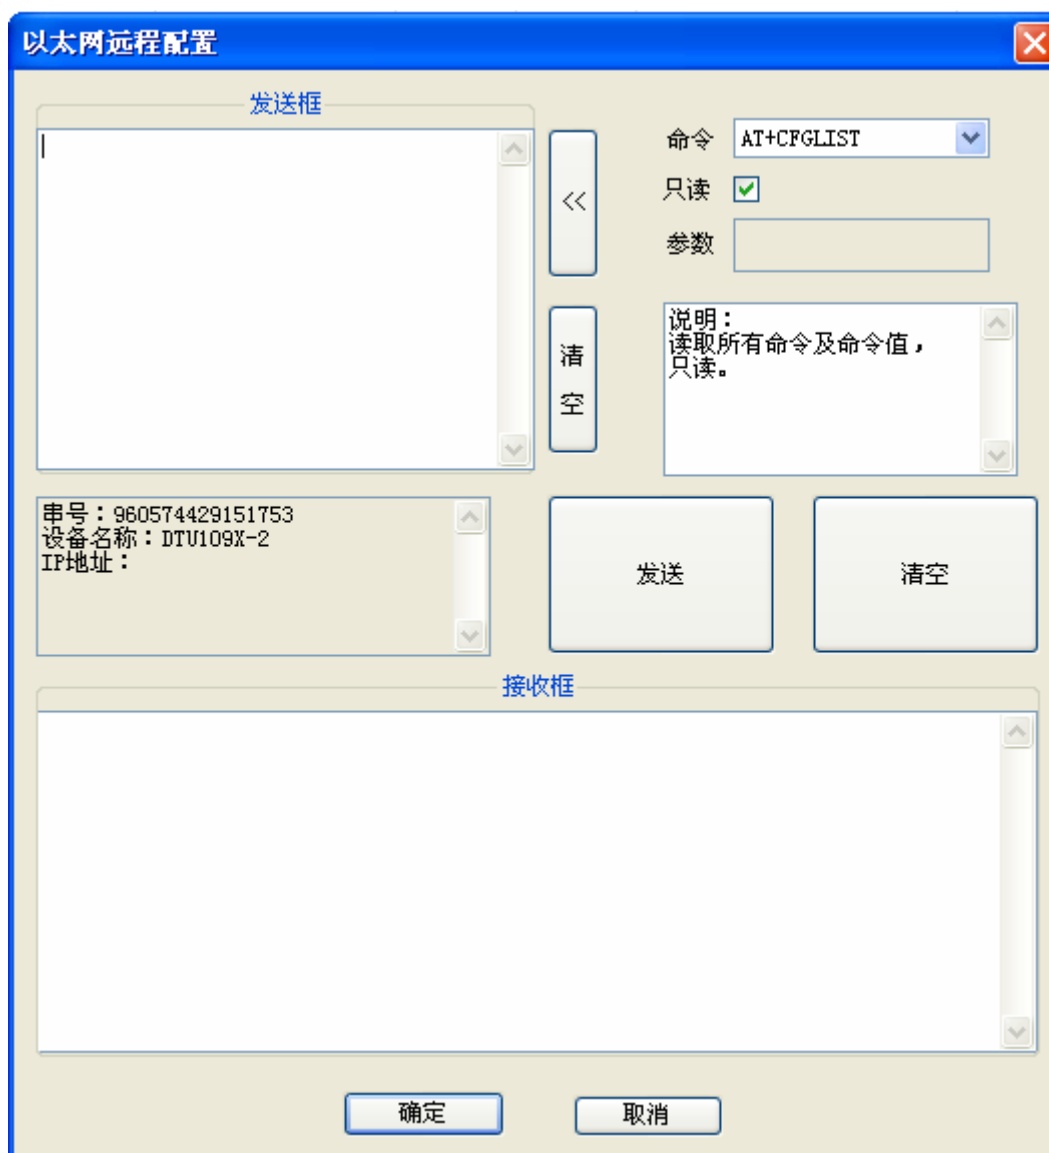 以太网远程配置
发送框
<<
命令
AT+CFGLIST
只读
参数
清
空
说明：
读取所有命令及命令值，
只读。
串号：960574429151753
设备名称：DTU109X-2
IP地址：
发送
清空
接收框
确定
取消